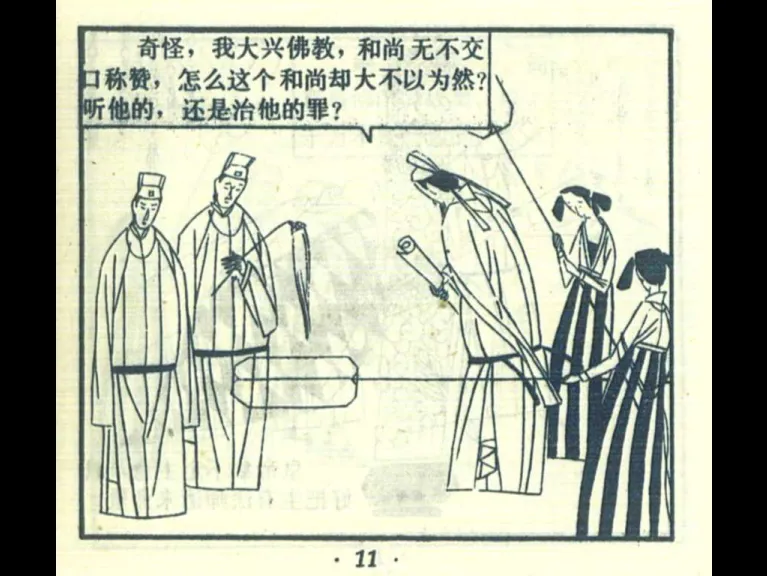 奇怪，我大兴佛教，和尚无不交
口称赞，怎么这个和尚却大不以为然？
听他的，还是治他的罪？
· 11 ·